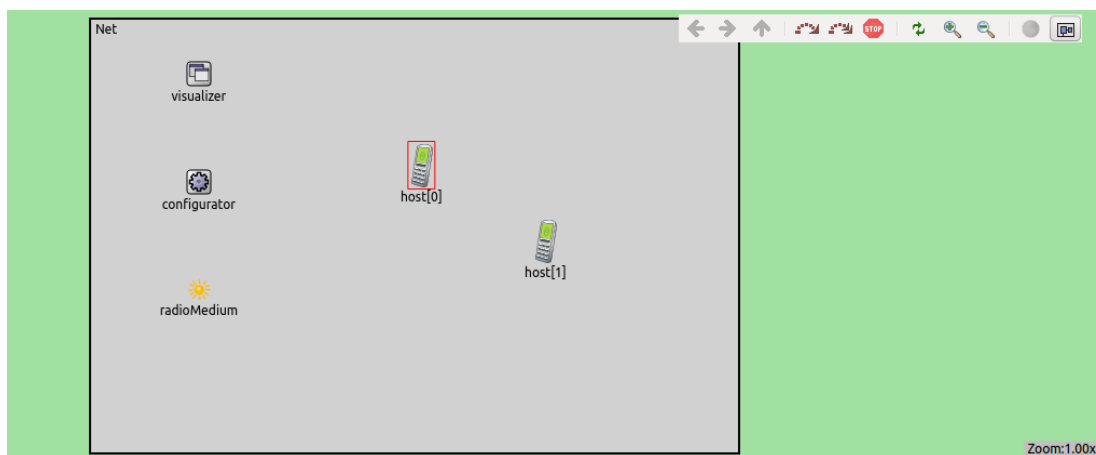 Net
STOP
visualizer
configurator
host[0]
host[1]
radioMedium
Zoom:1.00x